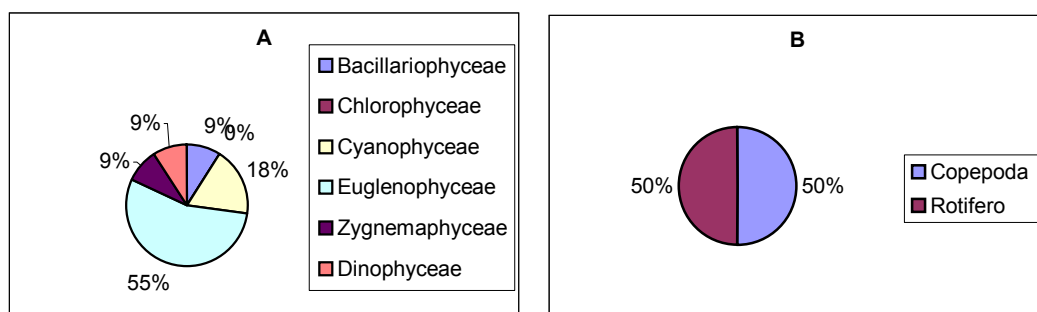 A
Bacillariophyceae
Chlorophyceae
Cyanophyceae
Euglenophyceae
Zygnemaphyceae
Dinophyceae
9%
9%
0%
9%
18%
55%
B
50%
50%
Copepoda
Rotifero